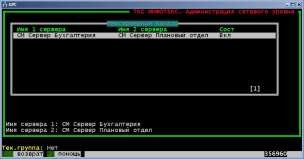 ТКС ИНФОТЕКС. Администрация сетевого уровня
Имя 1 сервера Имя 2 сервера Сост
СМ Сервер Бухгалтерия СМ Сервер Плановый отдел Вкл
[1]
Имя сервера 1: СМ Сервер Бухгалтерия
Имя сервера 2: СМ Сервер Плановый отдел
Тек.группа: Нет
возврат помощь 356960